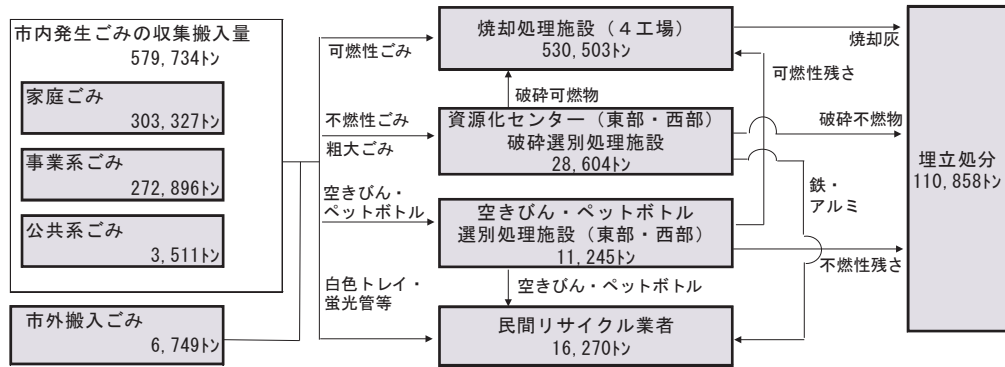 市内発生ごみの収集搬入量
579,734トン
家庭ごみ
303,327トン
事業系ごみ
272,896トン
公共系ごみ
3,511トン
市外搬入ごみ
6,749トン
可燃性ごみ
不燃性ごみ
粗大ごみ
空きびん・
ペットボトル
白色トレイ・
蛍光管等
焼却処理施設（４工場）
530,503トン
破砕可燃物
資源化センター（東部・西部）
破砕選別処理施設
28,604トン
空きびん・ペットボトル
選別処理施設（東部・西部）
11,245トン
空きびん・ペットボトル
民間リサイクル業者
16,270トン
焼却灰
可燃性残さ
破砕不燃物
鉄・
アルミ
不燃性残さ
埋立処分
110,858トン